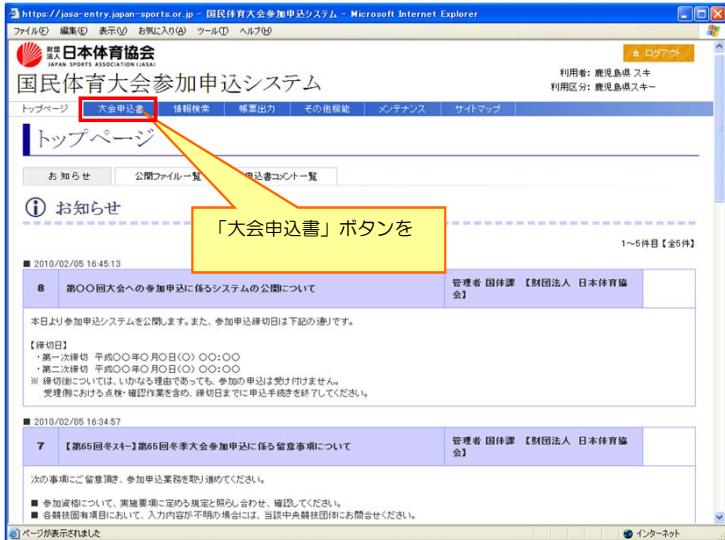 https://jasa-entry.japan-sports.or.jp - 国民体育大会参加申込システム - Microsoft Internet Explorer
ファイル(F) 編集(E) 表示(V) お気に入り(A) ツール(T) ヘルプ(H)
財団法人 日本体育協会
JAPAN SPORTS ASSOCIATION (JASA)
ログアウト
国民体育大会参加申込システム
利用者: 鹿児島県 スキ
利用区分: 鹿児島県スキー
トップページ 大会申込書 情報検索 帳票出力 その他機能 メンテナンス サイトマップ
トップページ
お知らせ 公開ファイル一覧 申込書コメント一覧
お知らせ
「大会申込書」ボタンを
1～5件目【全5件】
■ 2010/02/05 16:45:13
8 第○○回大会への参加申込に係るシステムの公開について 管理者 国体課 【財団法人 日本体育協会】
本日より参加申込システムを公開します。また、参加申込締切日は下記の通りです。
【締切日】
・第一次締切 平成○○年○月○日(○) ○○:○○
・第二次締切 平成○○年○月○日(○) ○○:○○
※ 締切後については、いかなる理由であっても、参加の申込は受け付けません。
受理側における点検・確認作業を含め、締切日までに申込手続きを終了してください。
■ 2010/02/05 16:34:57
7 【第65回冬スキー】第65回冬季大会参加申込に係る留意事項について 管理者 国体課 【財団法人 日本体育協会】
次の事項にご留意頂き、参加申込業務を取り進めてください。
■ 参加資格について、実施要項に定める規定と照らし合わせ、確認してください。
■ 各競技固有項目において、入力内容が不明の場合には、当該中央競技団体にお問合せください。
ページが表示されました インターネット